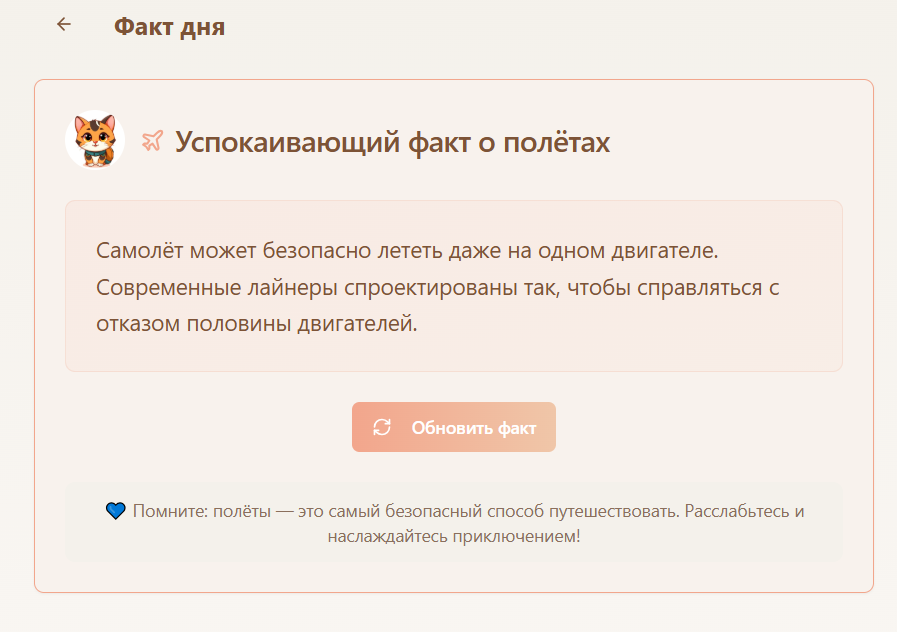 Факт дня
Успокаивающий факт о полётах
Самолёт может безопасно лететь даже на одном двигателе.
Современные лайнеры спроектированы так, чтобы справляться с
отказом половины двигателей.
Обновить факт
💙 Помните: полёты — это самый безопасный способ путешествовать. Расслабьтесь и
наслаждайтесь приключением!